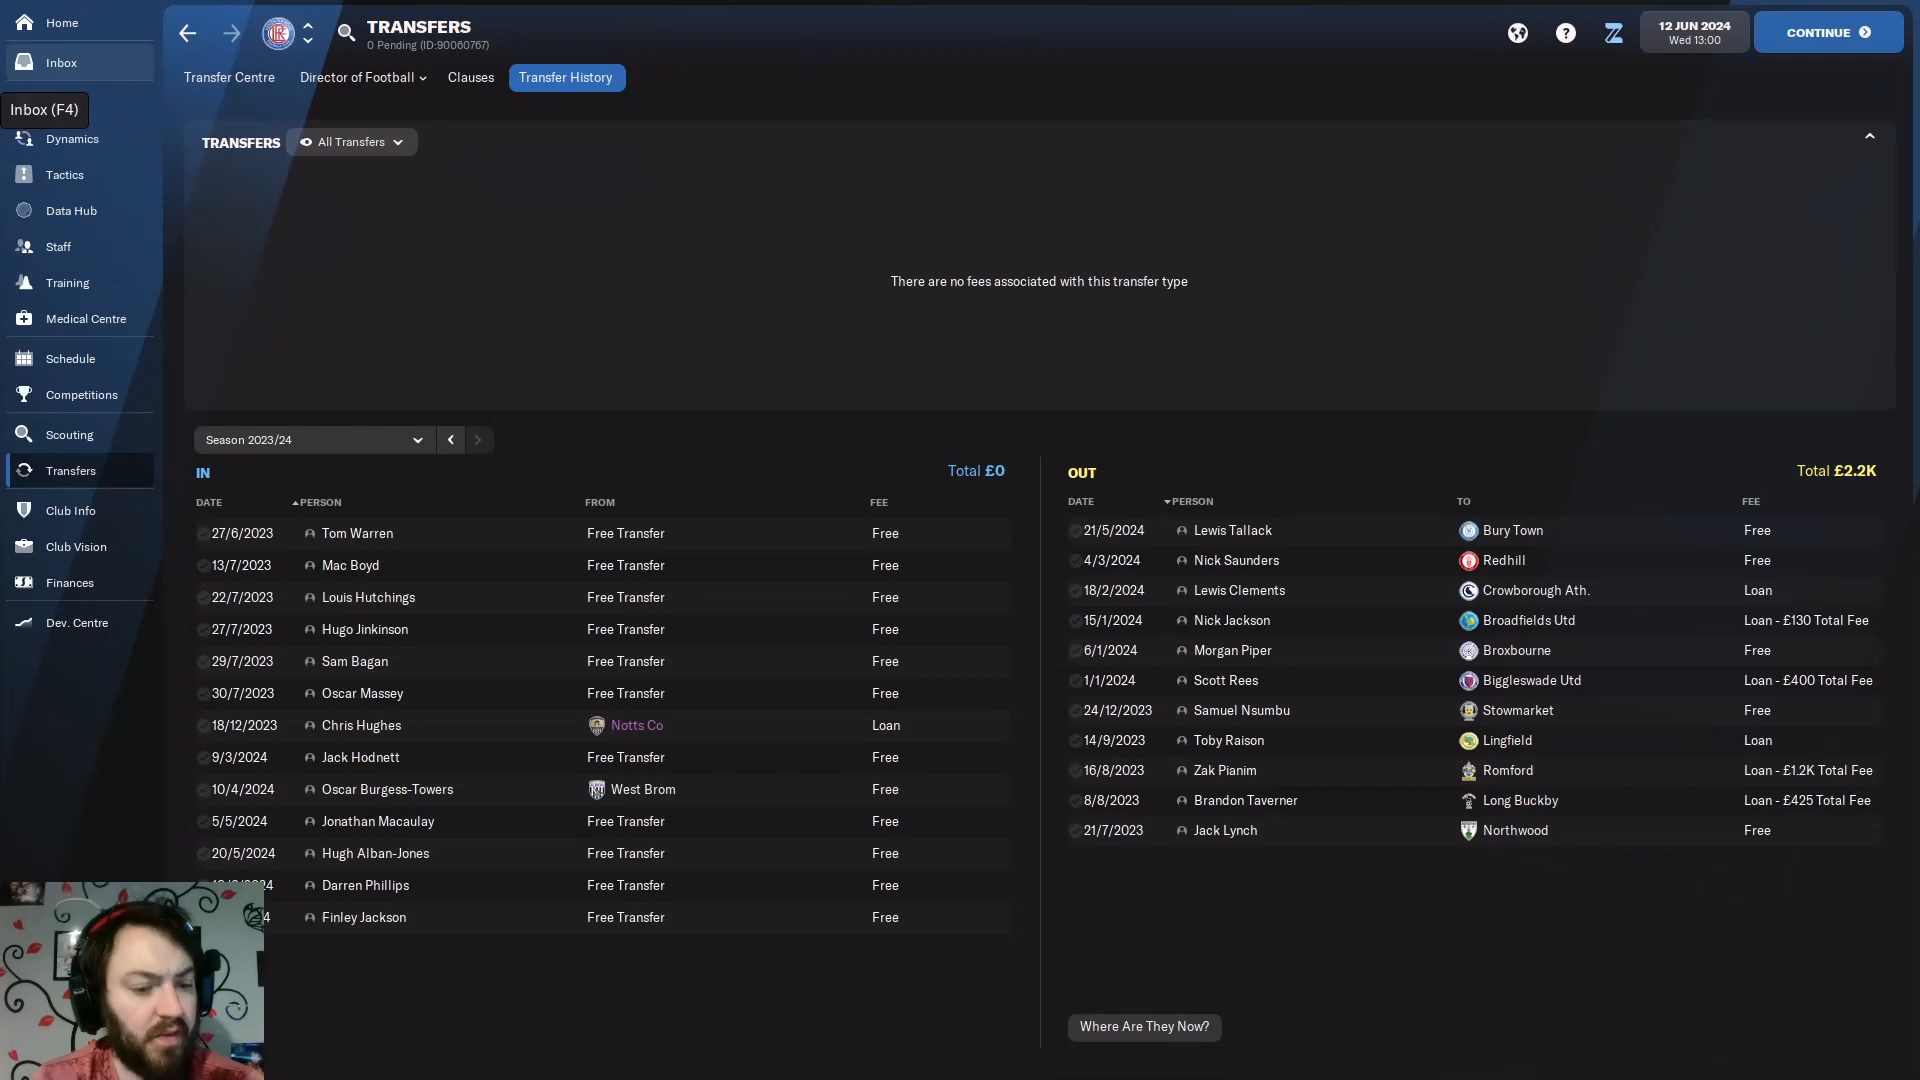 Home
Inbox
Inbox (F4)
Dynamics
Tactics
Data Hub
Staff
Training
Medical Centre
Schedule
Competitions
Scouting
Transfers
Club Info
Club Vision
Finances
Dev. Centre
TRANSFERS
0 Pending (ID:90060767)
12 JUN 2024
Wed 13:00
CONTINUE
Transfer Centre Director of Football Clauses Transfer History
TRANSFERS All Transfers
There are no fees associated with this transfer type
Season 2023/24
IN Total £0
DATE PERSON FROM FEE
27/6/2023 Tom Warren Free Transfer Free
13/7/2023 Mac Boyd Free Transfer Free
22/7/2023 Louis Hutchings Free Transfer Free
27/7/2023 Hugo Jinkinson Free Transfer Free
29/7/2023 Sam Bagan Free Transfer Free
30/7/2023 Oscar Massey Free Transfer Free
18/12/2023 Chris Hughes Notts Co Loan
9/3/2024 Jack Hodnett Free Transfer Free
10/4/2024 Oscar Burgess-Towers West Brom Free
5/5/2024 Jonathan Macaulay Free Transfer Free
20/5/2024 Hugh Alban-Jones Free Transfer Free
Darren Phillips Free Transfer Free
Finley Jackson Free Transfer Free
OUT Total £2.2K
DATE PERSON TO FEE
21/5/2024 Lewis Tallack Bury Town Free
4/3/2024 Nick Saunders Redhill Free
18/2/2024 Lewis Clements Crowborough Ath. Loan
15/1/2024 Nick Jackson Broadfields Utd Loan - £130 Total Fee
6/1/2024 Morgan Piper Broxbourne Free
1/1/2024 Scott Rees Biggleswade Utd Loan - £400 Total Fee
24/12/2023 Samuel Nsumbu Stowmarket Free
14/9/2023 Toby Raison Lingfield Loan
16/8/2023 Zak Pianim Romford Loan - £1.2K Total Fee
8/8/2023 Brandon Taverner Long Buckby Loan - £425 Total Fee
21/7/2023 Jack Lynch Northwood Free
Where Are They Now?